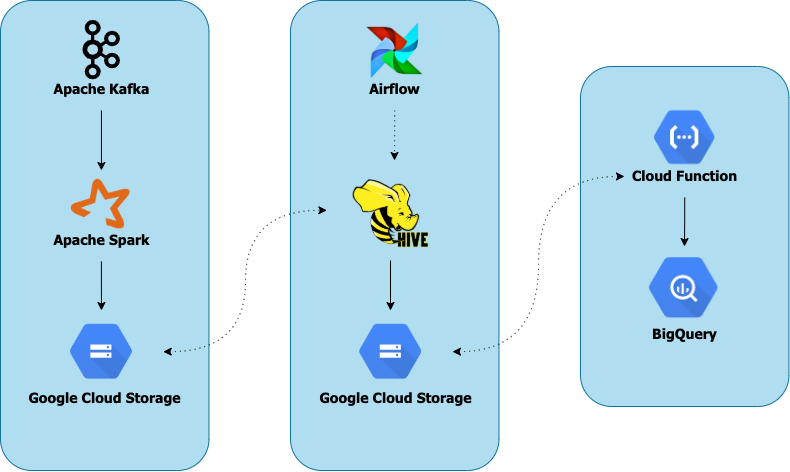 Apache Kafka
Apache Spark
Google Cloud Storage
Airflow
HIVE
Google Cloud Storage
Cloud Function
BigQuery